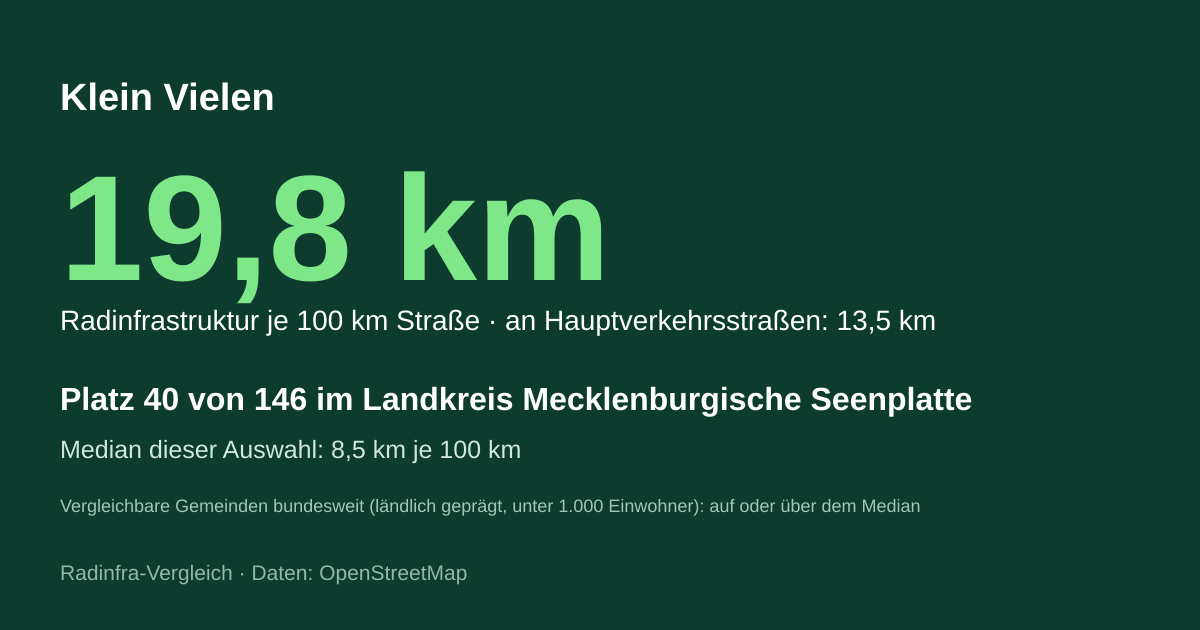 Klein Vielen
19,8 km
Radinfrastruktur je 100 km Straße · an Hauptverkehrsstraßen: 13,5 km
Platz 40 von 146 im Landkreis Mecklenburgische Seenplatte
Median dieser Auswahl: 8,5 km je 100 km
Vergleichbare Gemeinden bundesweit (ländlich geprägt, unter 1.000 Einwohner): auf oder über dem Median
Radinfra-Vergleich · Daten: OpenStreetMap